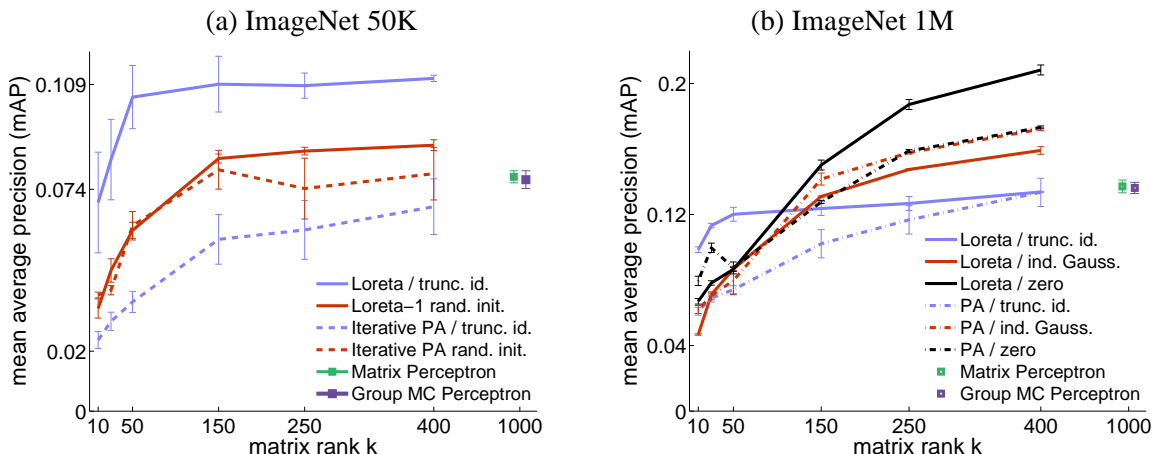 (a) ImageNet 50K
mean average precision (mAP)
0.109
0.074
0.02
0
10 50 150 250 400 1000
matrix rank k
Loreta / trunc. id.
Loreta−1 rand. init.
Iterative PA / trunc. id.
Iterative PA rand. init.
Matrix Perceptron
Group MC Perceptron
(b) ImageNet 1M
mean average precision (mAP)
0.2
0.12
0.04
0
10 50 150 250 400 1000
matrix rank k
Loreta / trunc. id.
Loreta / ind. Gauss.
Loreta / zero
PA / trunc. id.
PA / ind. Gauss.
PA / zero
Matrix Perceptron
Group MC Perceptron